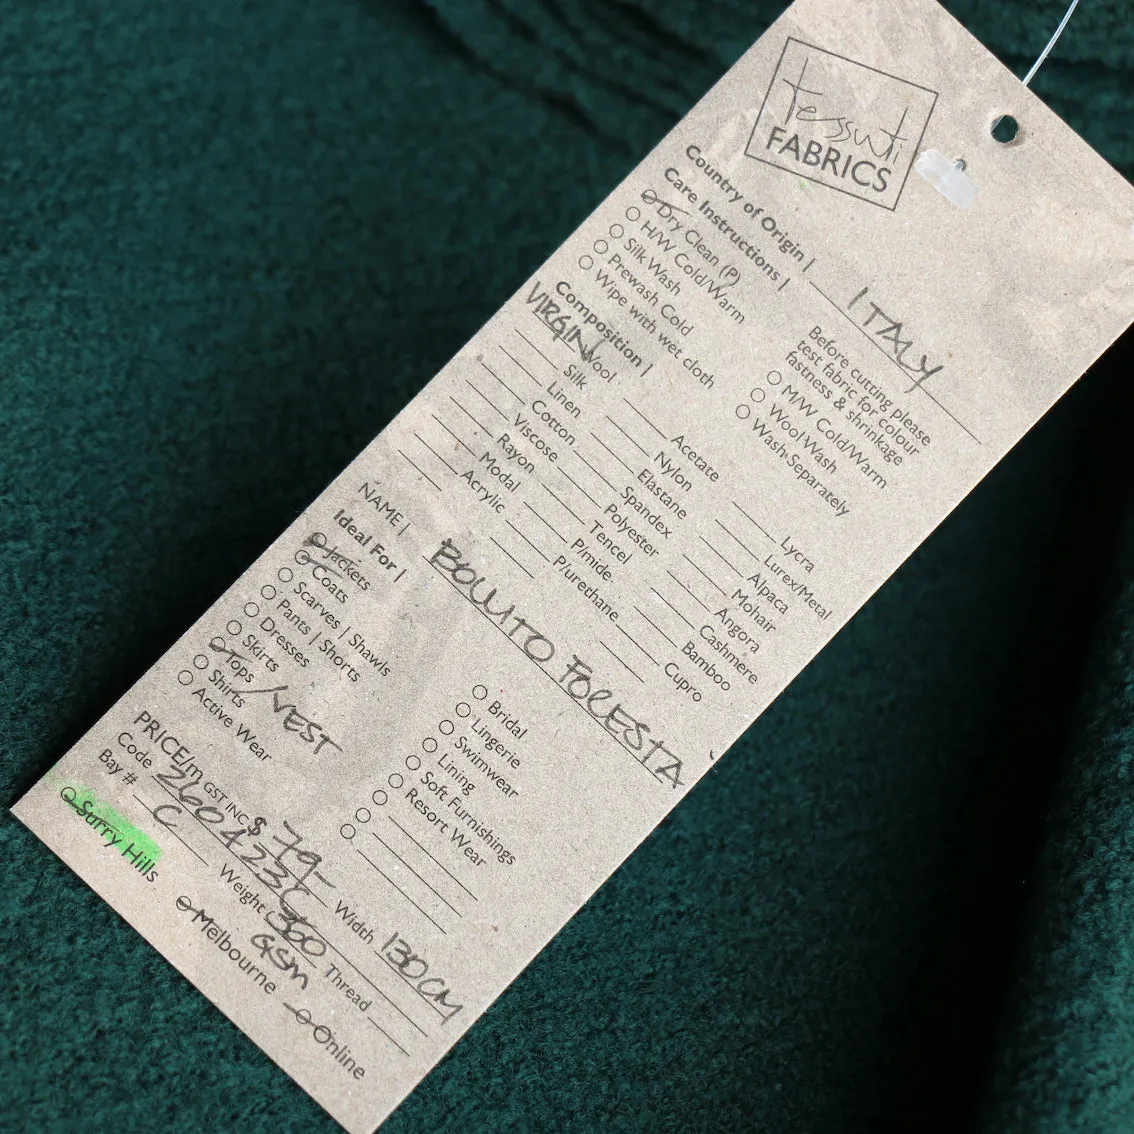 tessuti
FABRICS
Country of Origin | ITALY
Care Instructions |
Dry Clean (P)
H/W Cold/Warm
Silk Wash
Prewash Cold
Wipe with wet cloth
Before cutting please
test fabric for colour
fastness & shrinkage
M/W Cold/Warm
Wool Wash
Wash Separately
Composition |
VIRGIN Wool
Silk
Linen
Cotton
Viscose
Rayon
Modal
Acrylic
Acetate
Nylon
Elastane
Spandex
Polyester
Tencel
P/mide
P/urethane
Lycra
Lurex/Metal
Alpaca
Mohair
Angora
Cashmere
Bamboo
Cupro
NAME | BOLLITO FORESTA
Ideal For |
Jackets
Coats
Scarves | Shawls
Pants | Shorts
Dresses
Skirts
Tops / VEST
Shirts
Active Wear
Bridal
Lingerie
Swimwear
Lining
Soft Furnishings
Resort Wear
PRICE/m GST INC $ 79- Width 130CM
Code Weight 360 GSM Thread
Bay # C
Surry Hills Melbourne Online